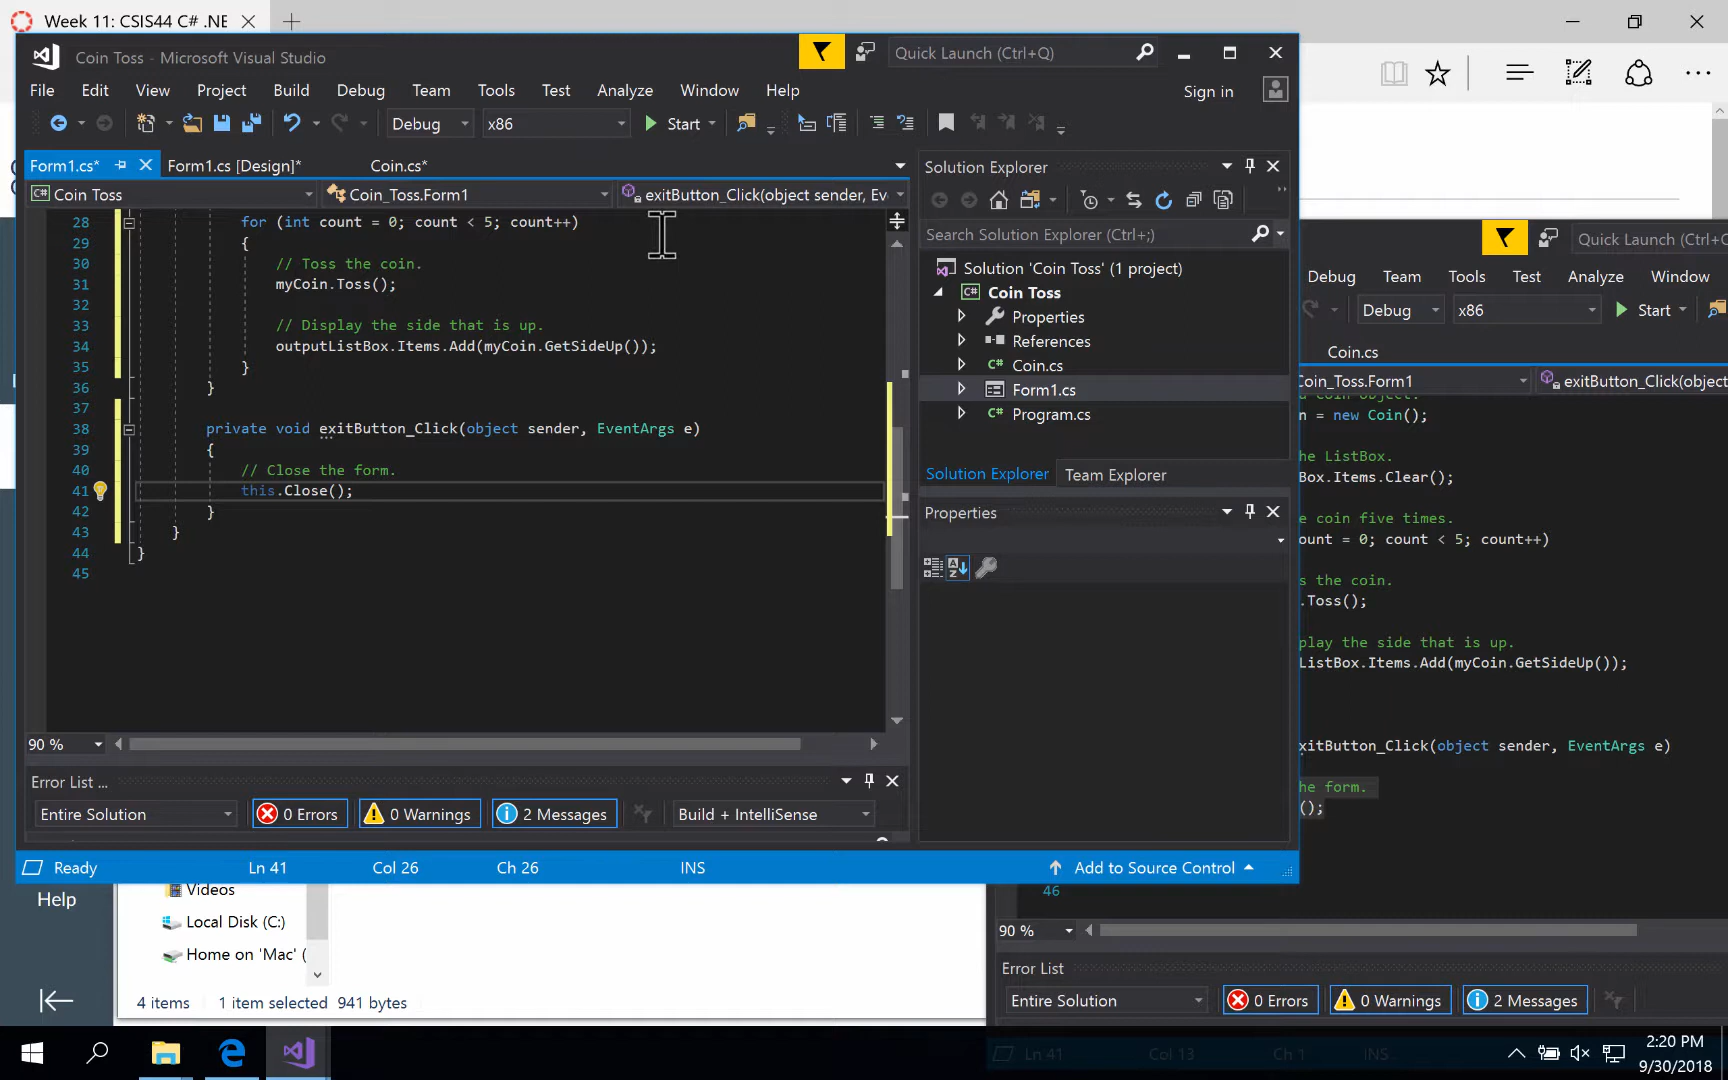 Week 11: CSIS44 C# .NE
Coin Toss - Microsoft Visual Studio
Quick Launch (Ctrl+Q)
File Edit View Project Build Debug Team Tools Test Analyze Window Help
Sign in
Debug x86 Start
Form1.cs* Form1.cs [Design]* Coin.cs*
Coin Toss Coin_Toss.Form1 exitButton_Click(object sender, Ev
28 for (int count = 0; count < 5; count++)
29 {
30 // Toss the coin.
31 myCoin.Toss();
32
33 // Display the side that is up.
34 outputListBox.Items.Add(myCoin.GetSideUp());
35 }
36 }
37
38 private void exitButton_Click(object sender, EventArgs e)
39 {
40 // Close the form.
41 this.Close();
42 }
43 }
44 }
45
90 %
Error List ...
Entire Solution 0 Errors 0 Warnings 2 Messages Build + IntelliSense
Ready Ln 41 Col 26 Ch 26 INS Add to Source Control
Solution Explorer
Search Solution Explorer (Ctrl+;)
Solution 'Coin Toss' (1 project)
Coin Toss
Properties
References
Coin.cs
Form1.cs
Program.cs
Solution Explorer Team Explorer
Properties
Quick Launch (Ctrl+Q
Debug Team Tools Test Analyze Window
Debug x86 Start
Coin.cs
Coin_Toss.Form1 exitButton_Click(object
d Coin object.
n = new Coin();
he ListBox.
Box.Items.Clear();
e coin five times.
ount = 0; count < 5; count++)
s the coin.
.Toss();
play the side that is up.
ListBox.Items.Add(myCoin.GetSideUp());
xitButton_Click(object sender, EventArgs e)
he form.
();
46
90 %
Error List
Entire Solution 0 Errors 0 Warnings 2 Messages
Ln 41 Col 13 Ch 1 INS
Help
Videos
Local Disk (C:)
Home on 'Mac' (
4 items 1 item selected 941 bytes
2:20 PM
9/30/2018